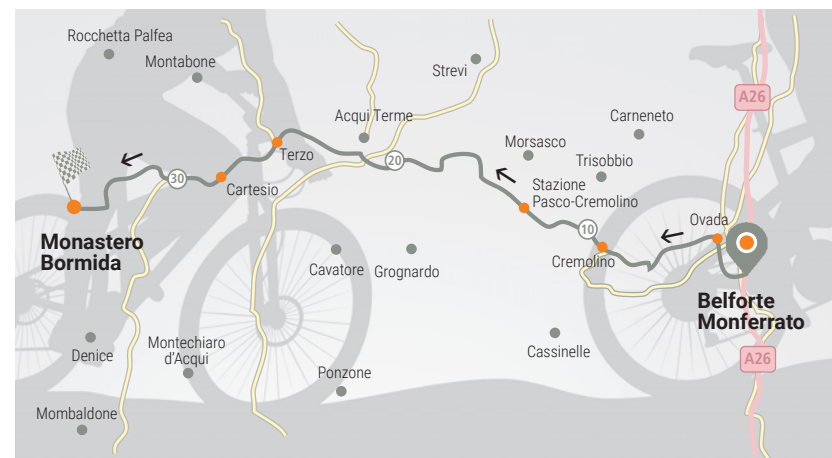 Rocchetta Palfea
Montabone
Strevi
A26
Acqui Terme
Carneneto
Morsasco
Terzo
20
Trisobbio
30
Cartesio
Stazione
Pasco-Cremolino
Ovada
10
Monastero
Bormida
Cremolino
Cavatore
Grognardo
Belforte
Monferrato
Denice
Montechiaro
d'Acqui
Cassinelle
A26
Ponzone
Mombaldone